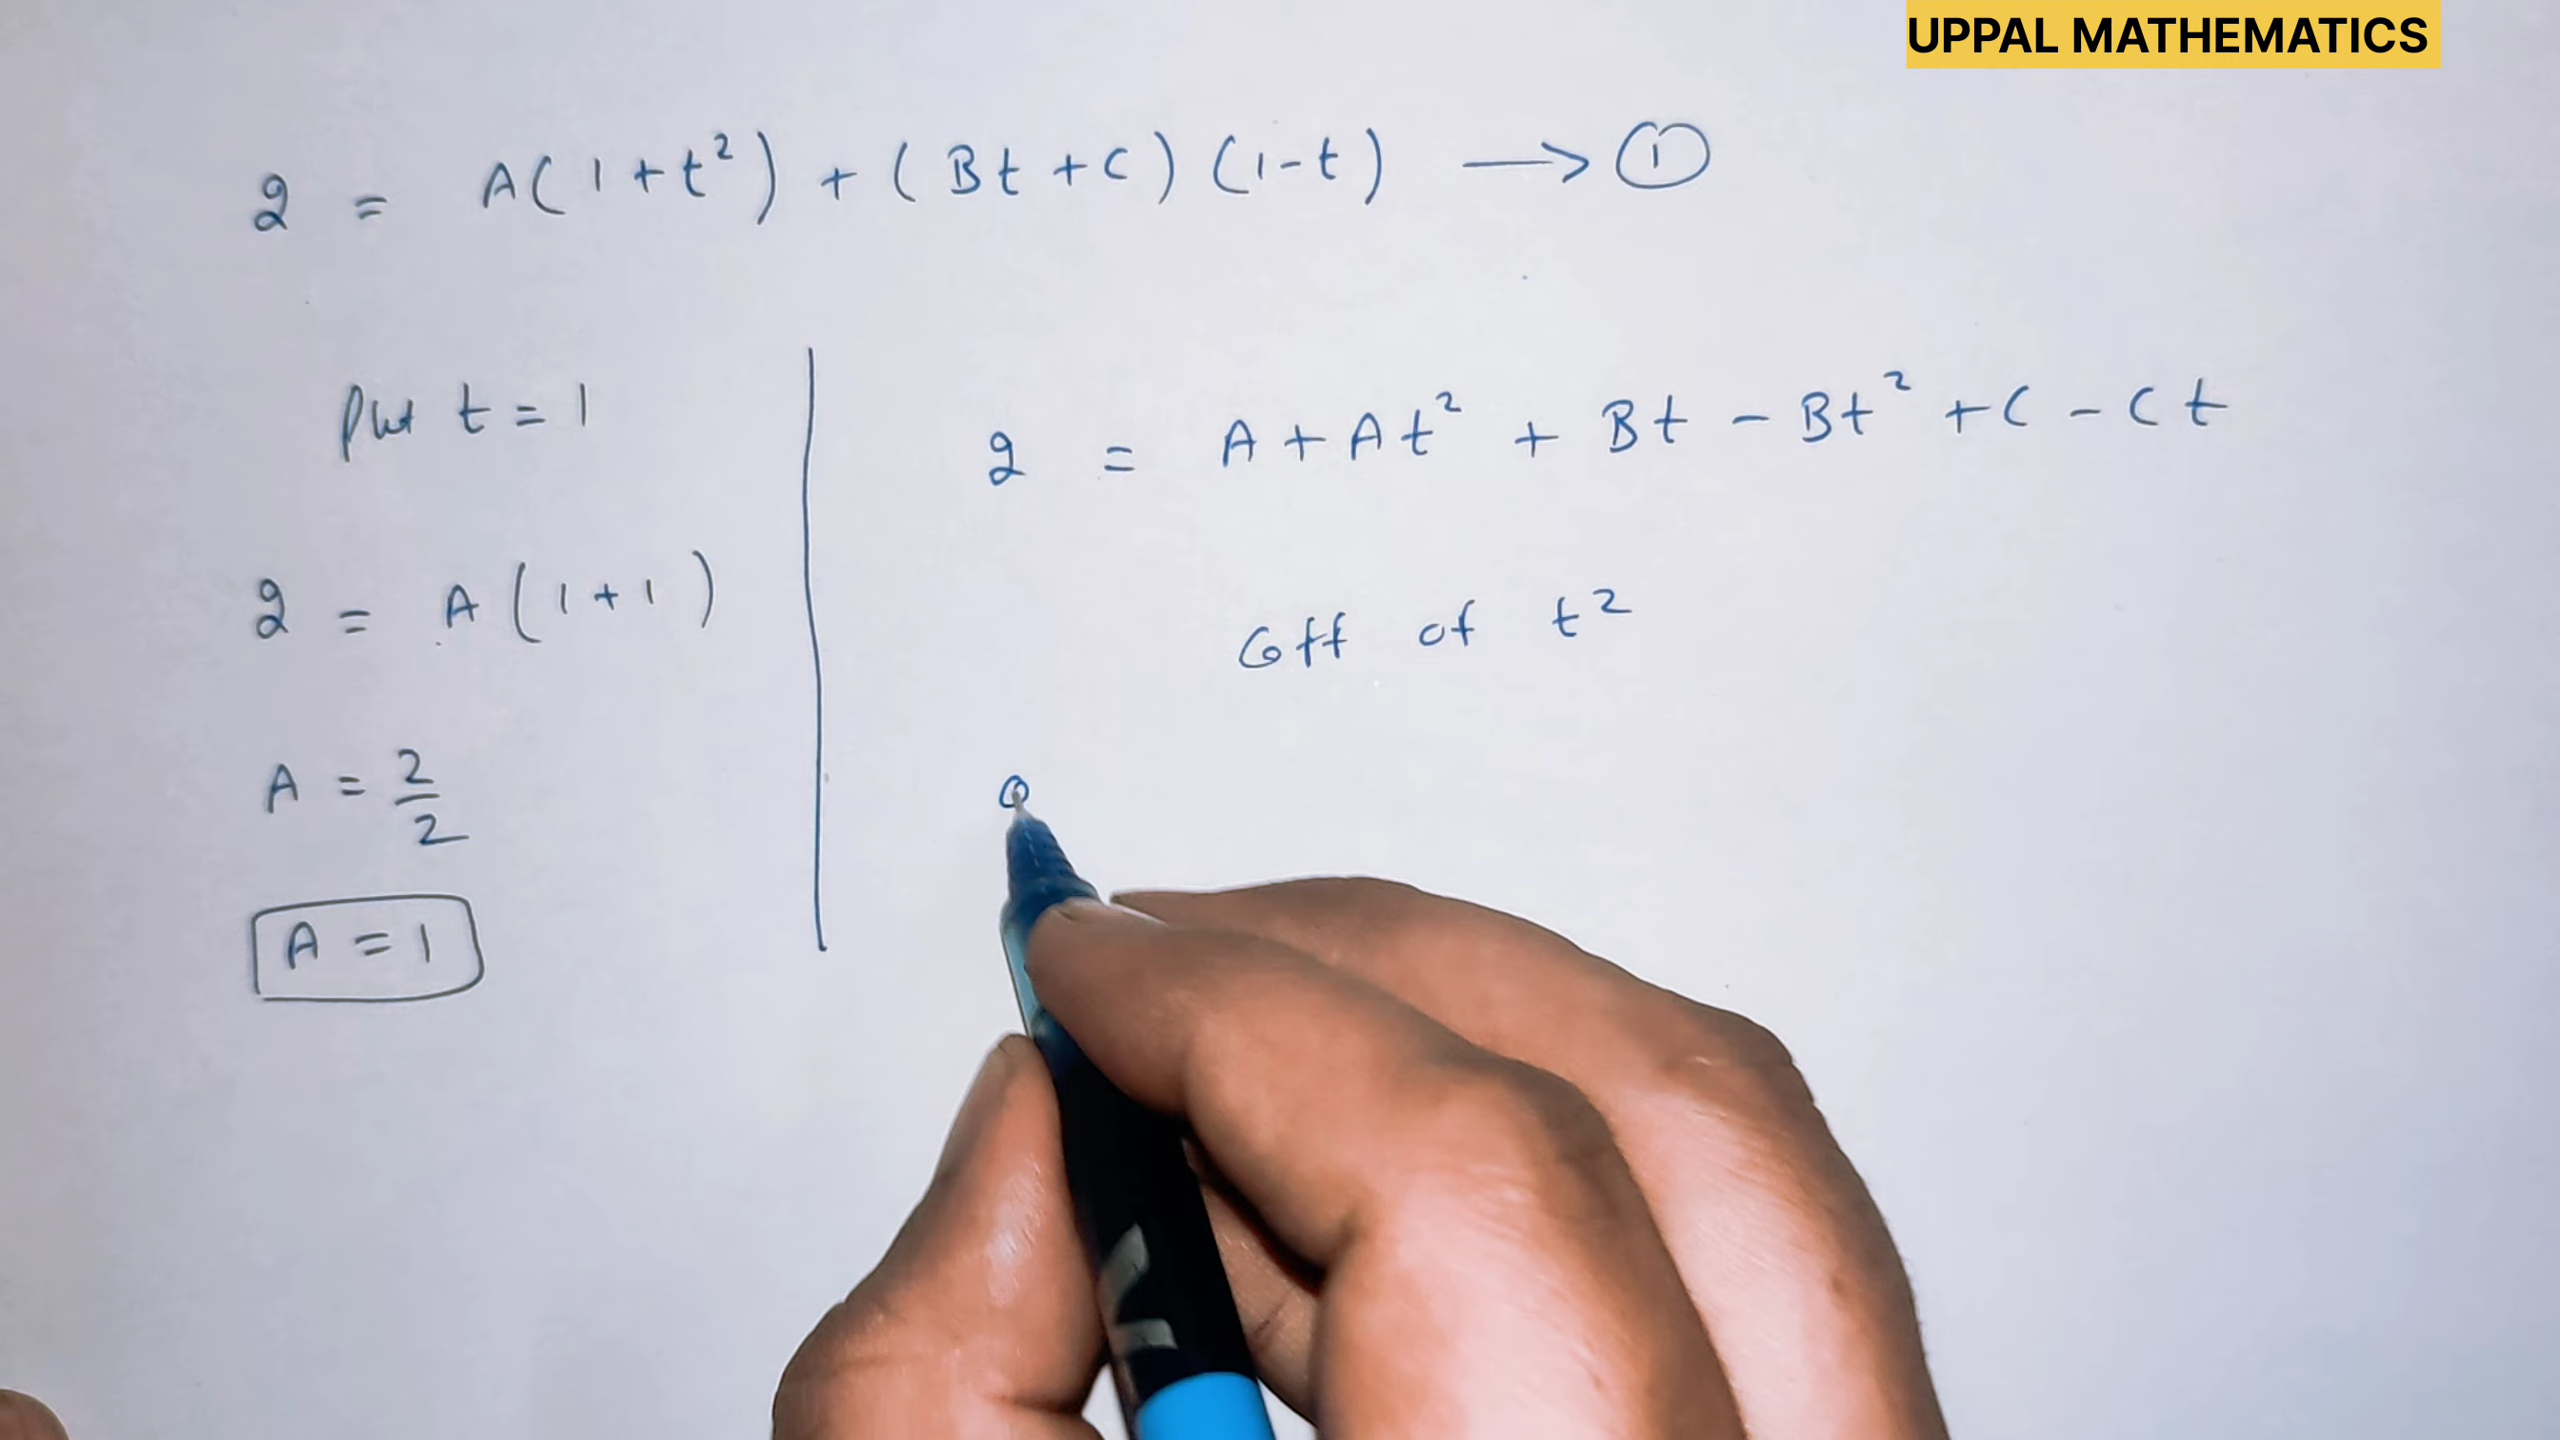 UPPAL MATHEMATICS
2 = A(1+t²) + (Bt+C)(1-t) → ①
Put t = 1
2 = A(1+1)
A = 2/2
A = 1
2 = A + At² + Bt - Bt² + C - Ct
Coff of t²
0